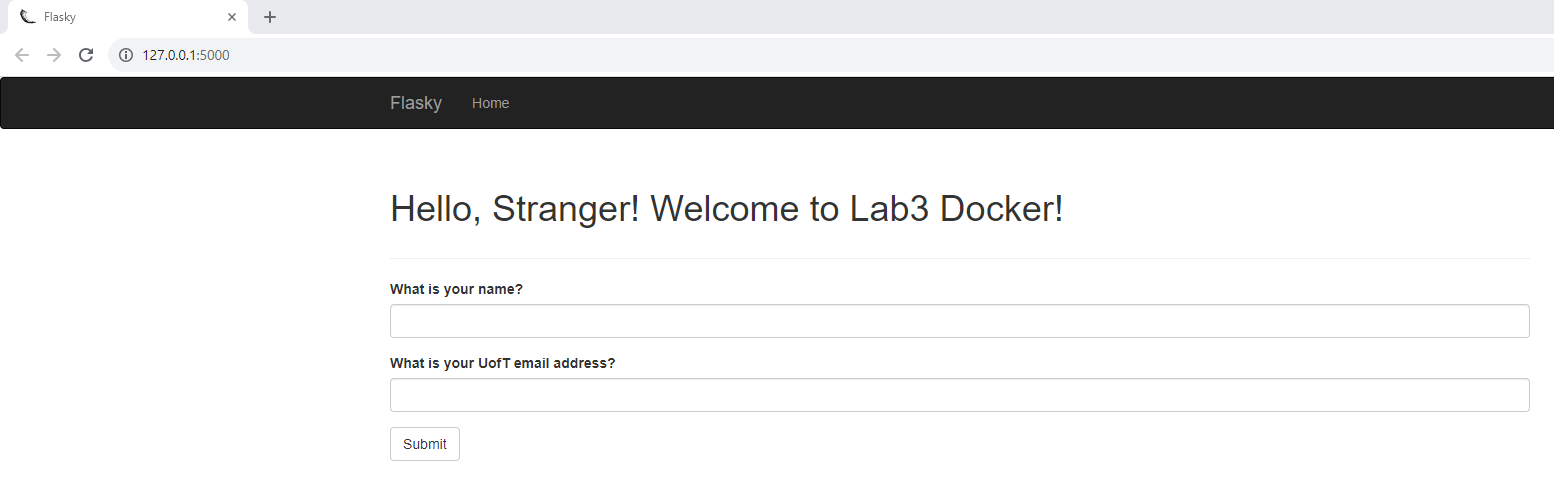 Flasky
127.0.0.1:5000
Flasky Home
Hello, Stranger! Welcome to Lab3 Docker!
What is your name?
What is your UofT email address?
Submit